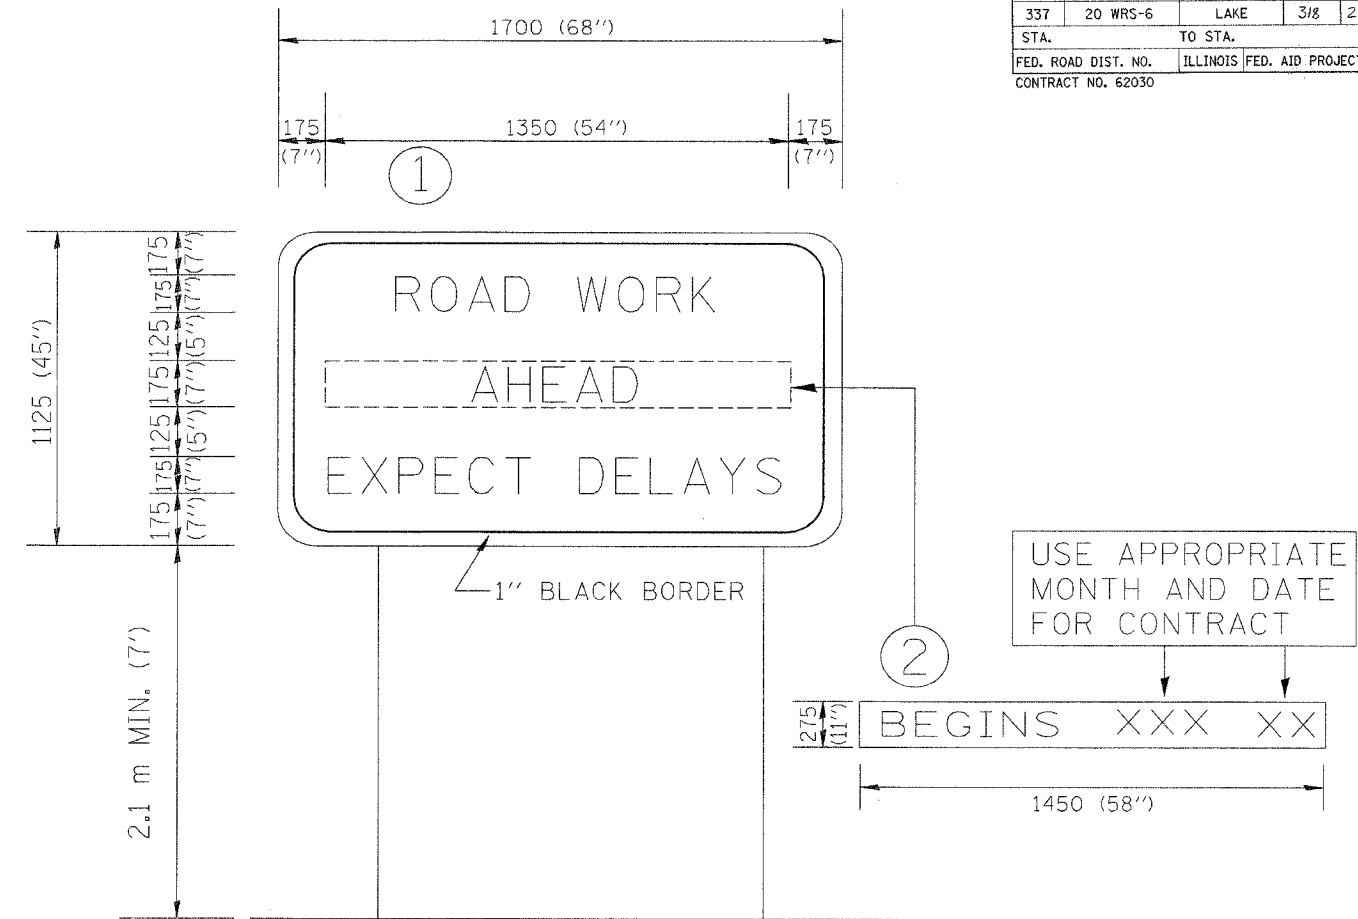 337 20 WRS-6 LAKE 318 2
STA. TO STA.
FED. ROAD DIST. NO. ILLINOIS FED. AID PROJECT
CONTRACT NO. 62030
1700 (68")
175 1350 (54") 175
(7") (7")
1
1125 (45")
175 (7")
175 (7")
125 (5")
175 (7")
125 (5")
175 (7")
175 (7")
ROAD WORK
AHEAD
EXPECT DELAYS
1" BLACK BORDER
2.1 m MIN. (7')
USE APPROPRIATE
MONTH AND DATE
FOR CONTRACT
2
275 (11")
BEGINS XXX XX
1450 (58")